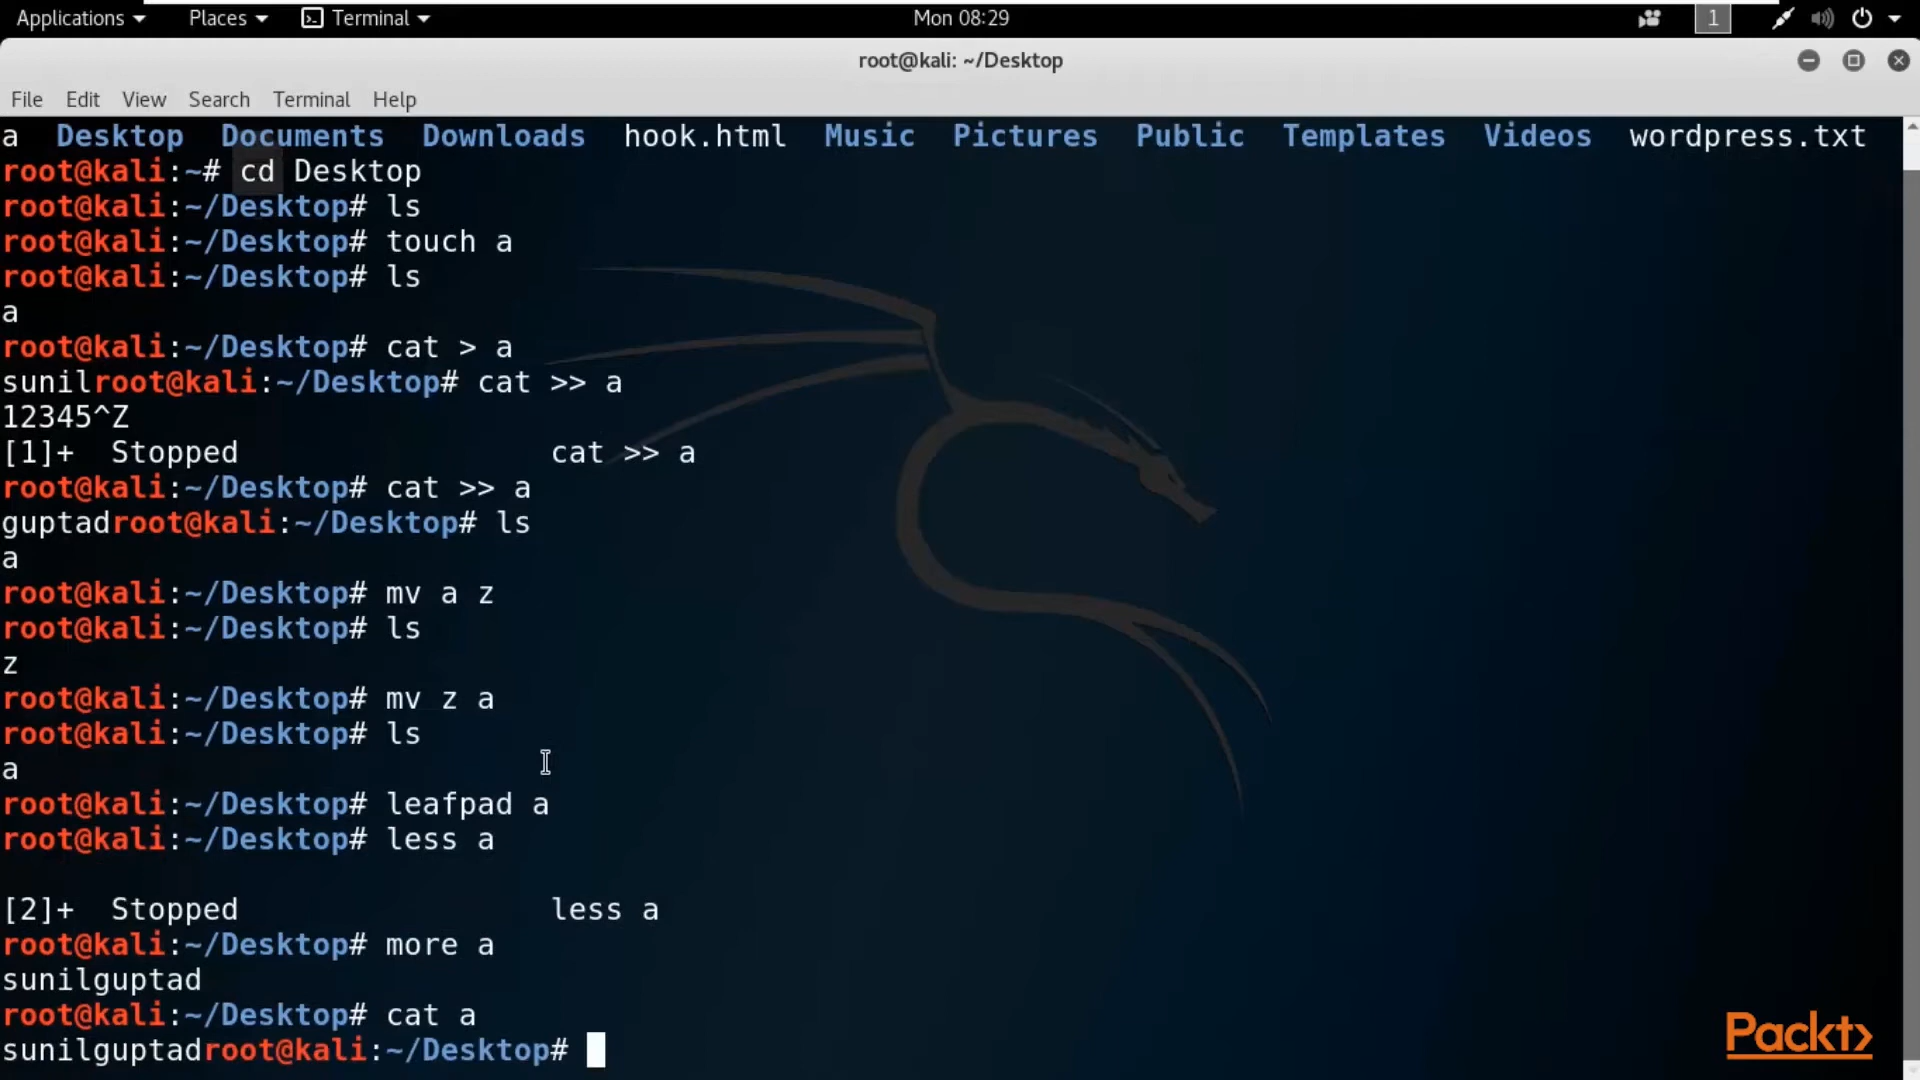 Applications Places Terminal Mon 08:29 1
root@kali: ~/Desktop
File Edit View Search Terminal Help
a Desktop Documents Downloads hook.html Music Pictures Public Templates Videos wordpress.txt
root@kali:~# cd Desktop
root@kali:~/Desktop# ls
root@kali:~/Desktop# touch a
root@kali:~/Desktop# ls
a
root@kali:~/Desktop# cat > a
sunilroot@kali:~/Desktop# cat >> a
12345^Z
[1]+ Stopped cat >> a
root@kali:~/Desktop# cat >> a
guptadroot@kali:~/Desktop# ls
a
root@kali:~/Desktop# mv a z
root@kali:~/Desktop# ls
z
root@kali:~/Desktop# mv z a
root@kali:~/Desktop# ls
a
root@kali:~/Desktop# leafpad a
root@kali:~/Desktop# less a
[2]+ Stopped less a
root@kali:~/Desktop# more a
sunilguptad
root@kali:~/Desktop# cat a
sunilguptadroot@kali:~/Desktop#
Packt>